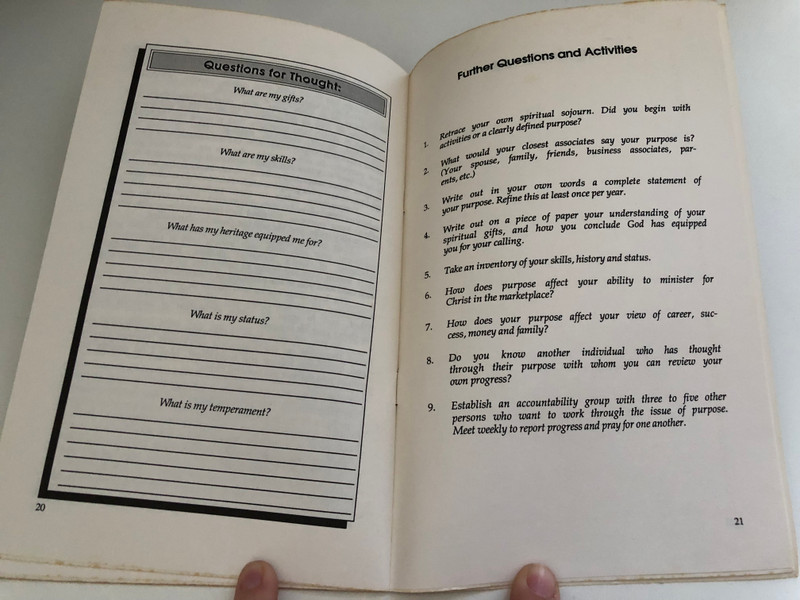 Questions for Thought:
What are my gifts?
What are my skills?
What has my heritage equipped me for?
What is my status?
What is my temperament?
20
Further Questions and Activities
1. Retrace your own spiritual sojourn. Did you begin with
activities or a clearly defined purpose?
2. What would your closest associates say your purpose is?
(Your spouse, family, friends, business associates, par-
ents, etc.)
3. Write out in your own words a complete statement of
your purpose. Refine this at least once per year.
4. Write out on a piece of paper your understanding of your
spiritual gifts, and how you conclude God has equipped
you for your calling.
5. Take an inventory of your skills, history and status.
6. How does purpose affect your ability to minister for
Christ in the marketplace?
7. How does your purpose affect your view of career, suc-
cess, money and family?
8. Do you know another individual who has thought
through their purpose with whom you can review your
own progress?
9. Establish an accountability group with three to five other
persons who want to work through the issue of purpose.
Meet weekly to report progress and pray for one another.
21